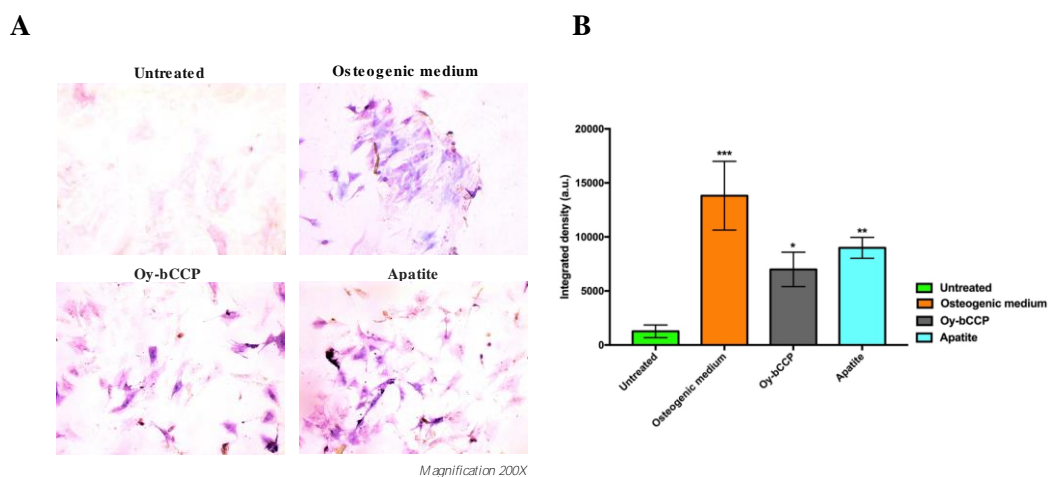 A
B
Untreated
Osteogenic medium
Oy-bCCP
Apatite
Magnification 200X
Integrated density (a.u.)
20000
15000
10000
5000
0
***
*
**
Untreated
Osteogenic medium
Oy-bCCP
Apatite
Untreated
Osteogenic medium
Oy-bCCP
Apatite